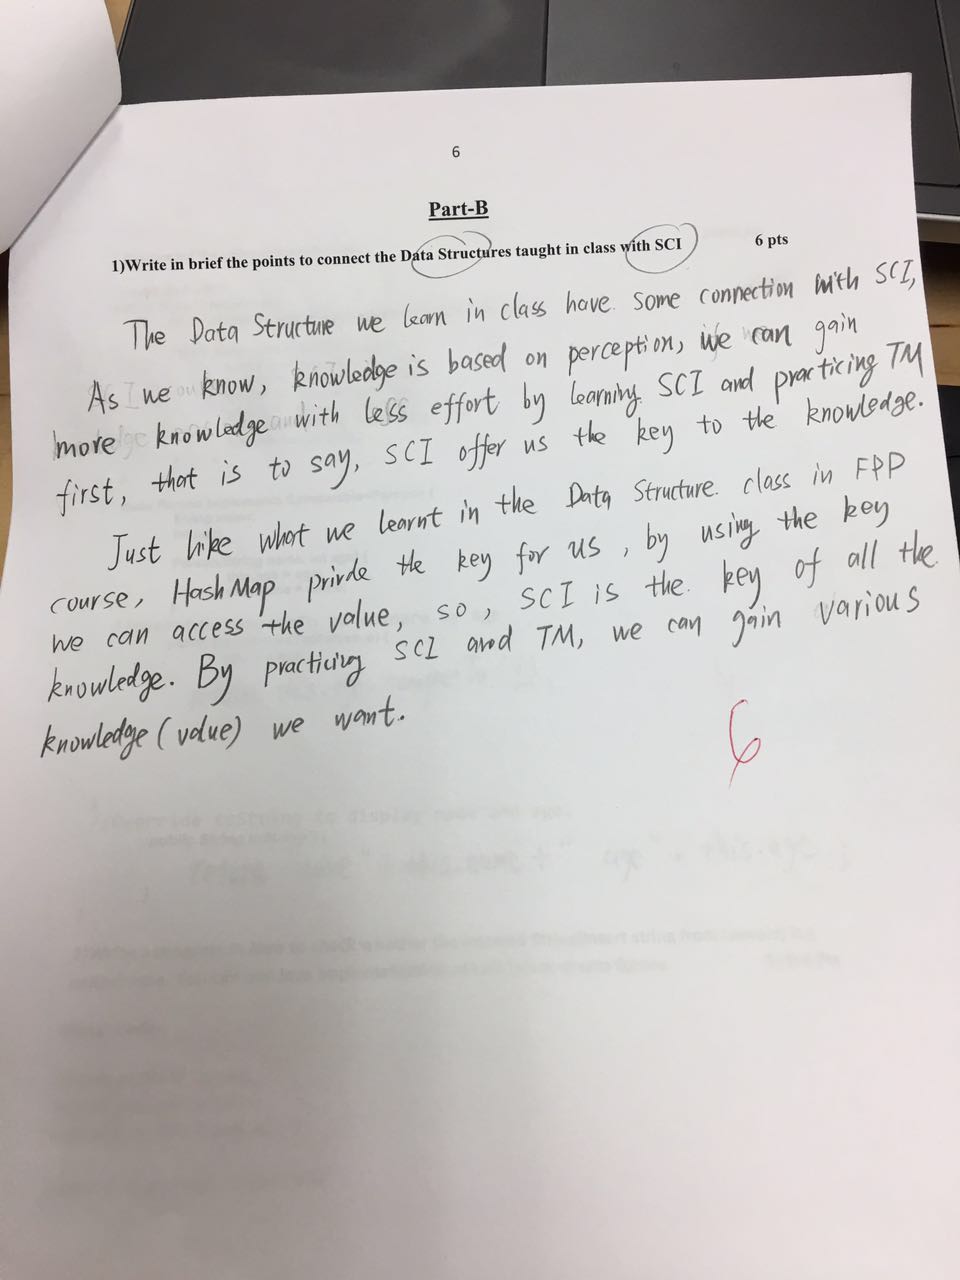 6
Part-B
1)Write in brief the points to connect the Data Structures taught in class with SCI 6 pts
The Data Structure we learn in class have some connection with SCI,
As we know, knowledge is based on perception, we can gain
more knowledge with less effort by learning SCI and practicing TM
first, that is to say, SCI offer us the key to the knowledge.
Just like what we learnt in the Data Structure class in FPP
course, HashMap privde the key for us, by using the key
we can access the value, so, SCI is the key of all the
knowledge. By practicing SCI and TM, we can gain various
knowledge (value) we want.
6